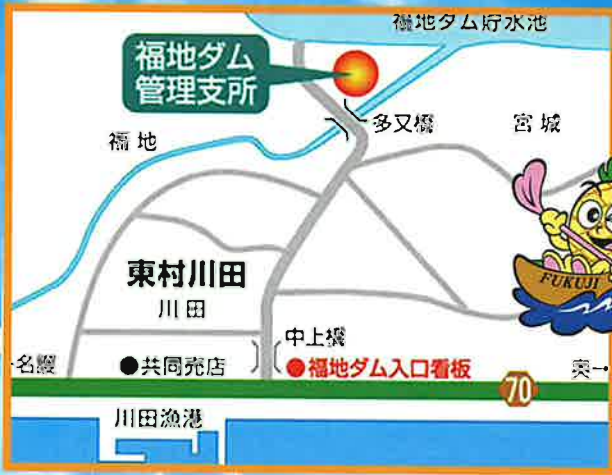 福地ダム貯水池
福地ダム
管理支所
多又橋
宮城
福地
FUKUJI
東村川田
川田
中上橋
●共同売店
●福地ダム入口看板
70
川田漁港